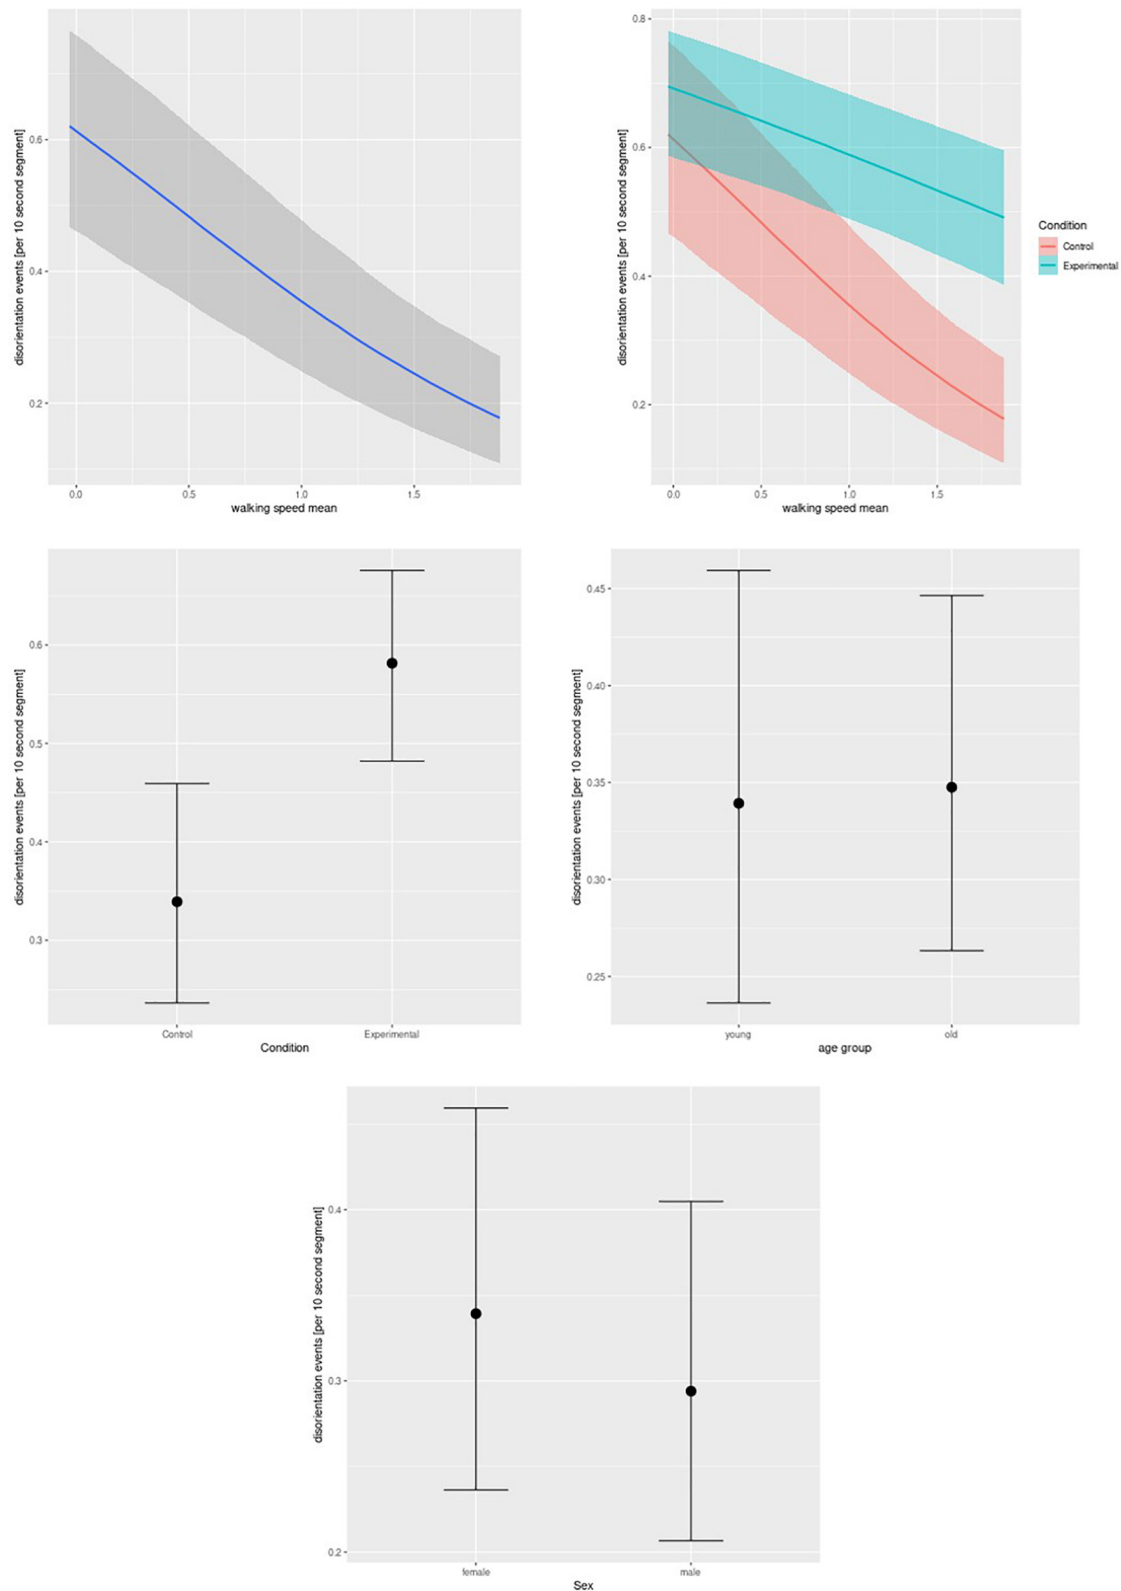 disorientation events [per 10 second segment]
0.6
0.4
0.2
0.0
0.5
1.0
1.5
walking speed mean
disorientation events [per 10 second segment]
0.8
0.6
0.4
0.2
0.0
0.5
1.0
1.5
walking speed mean
Condition
Control
Experimental
disorientation events [per 10 second segment]
0.6
0.5
0.4
0.3
Control
Experimental
Condition
disorientation events [per 10 second segment]
0.45
0.40
0.35
0.30
0.25
young
old
age group
disorientation events [per 10 second segment]
0.4
0.3
0.2
female
male
Sex